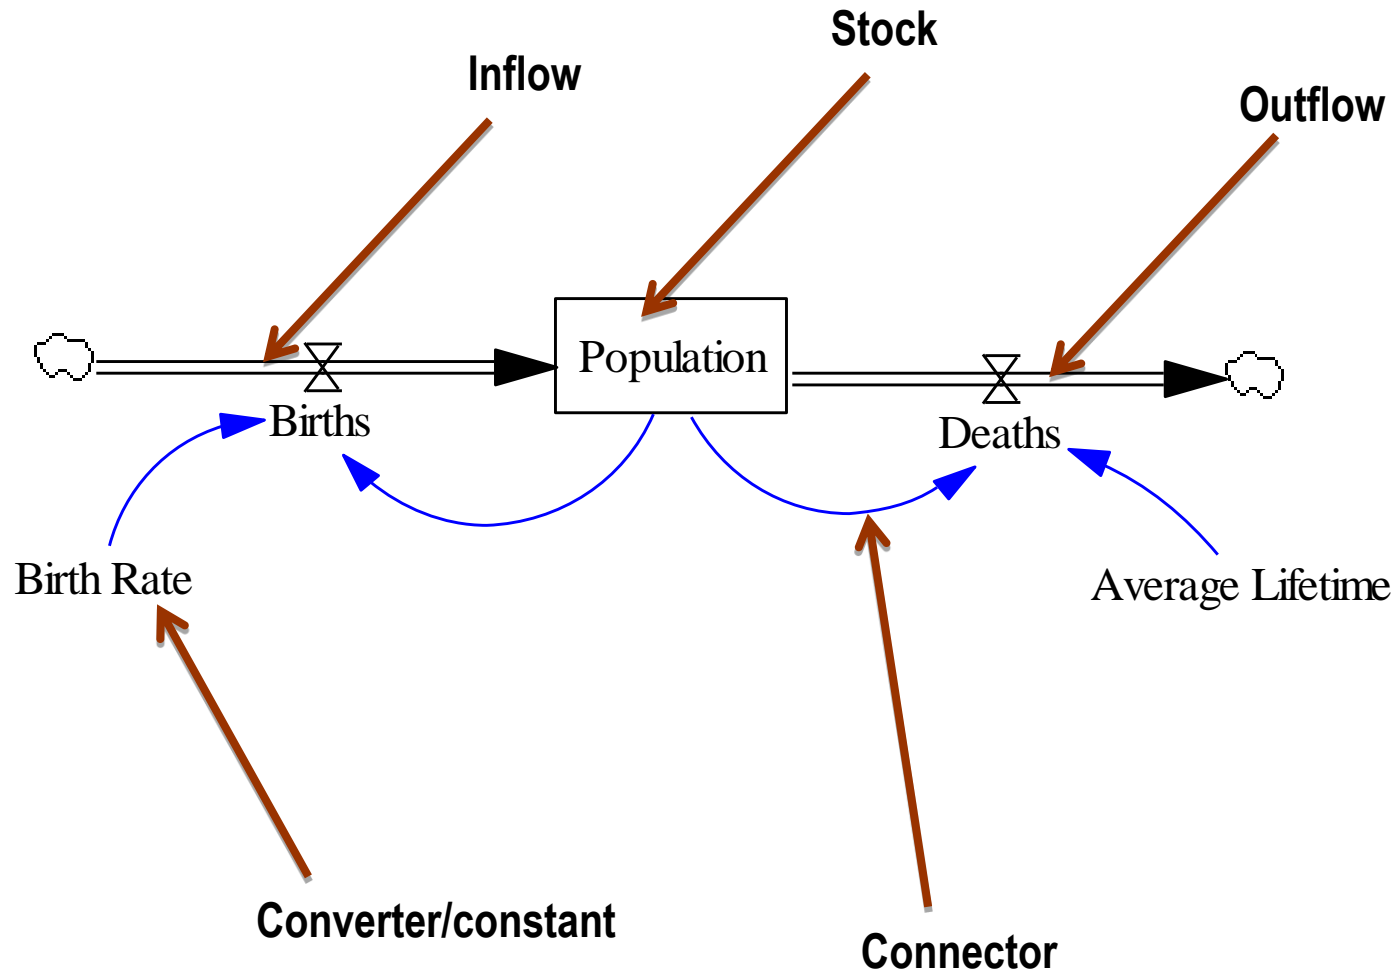 Stock
Inflow
Outflow
Population
Births
Deaths
Birth Rate
Average Lifetime
Converter/constant
Connector